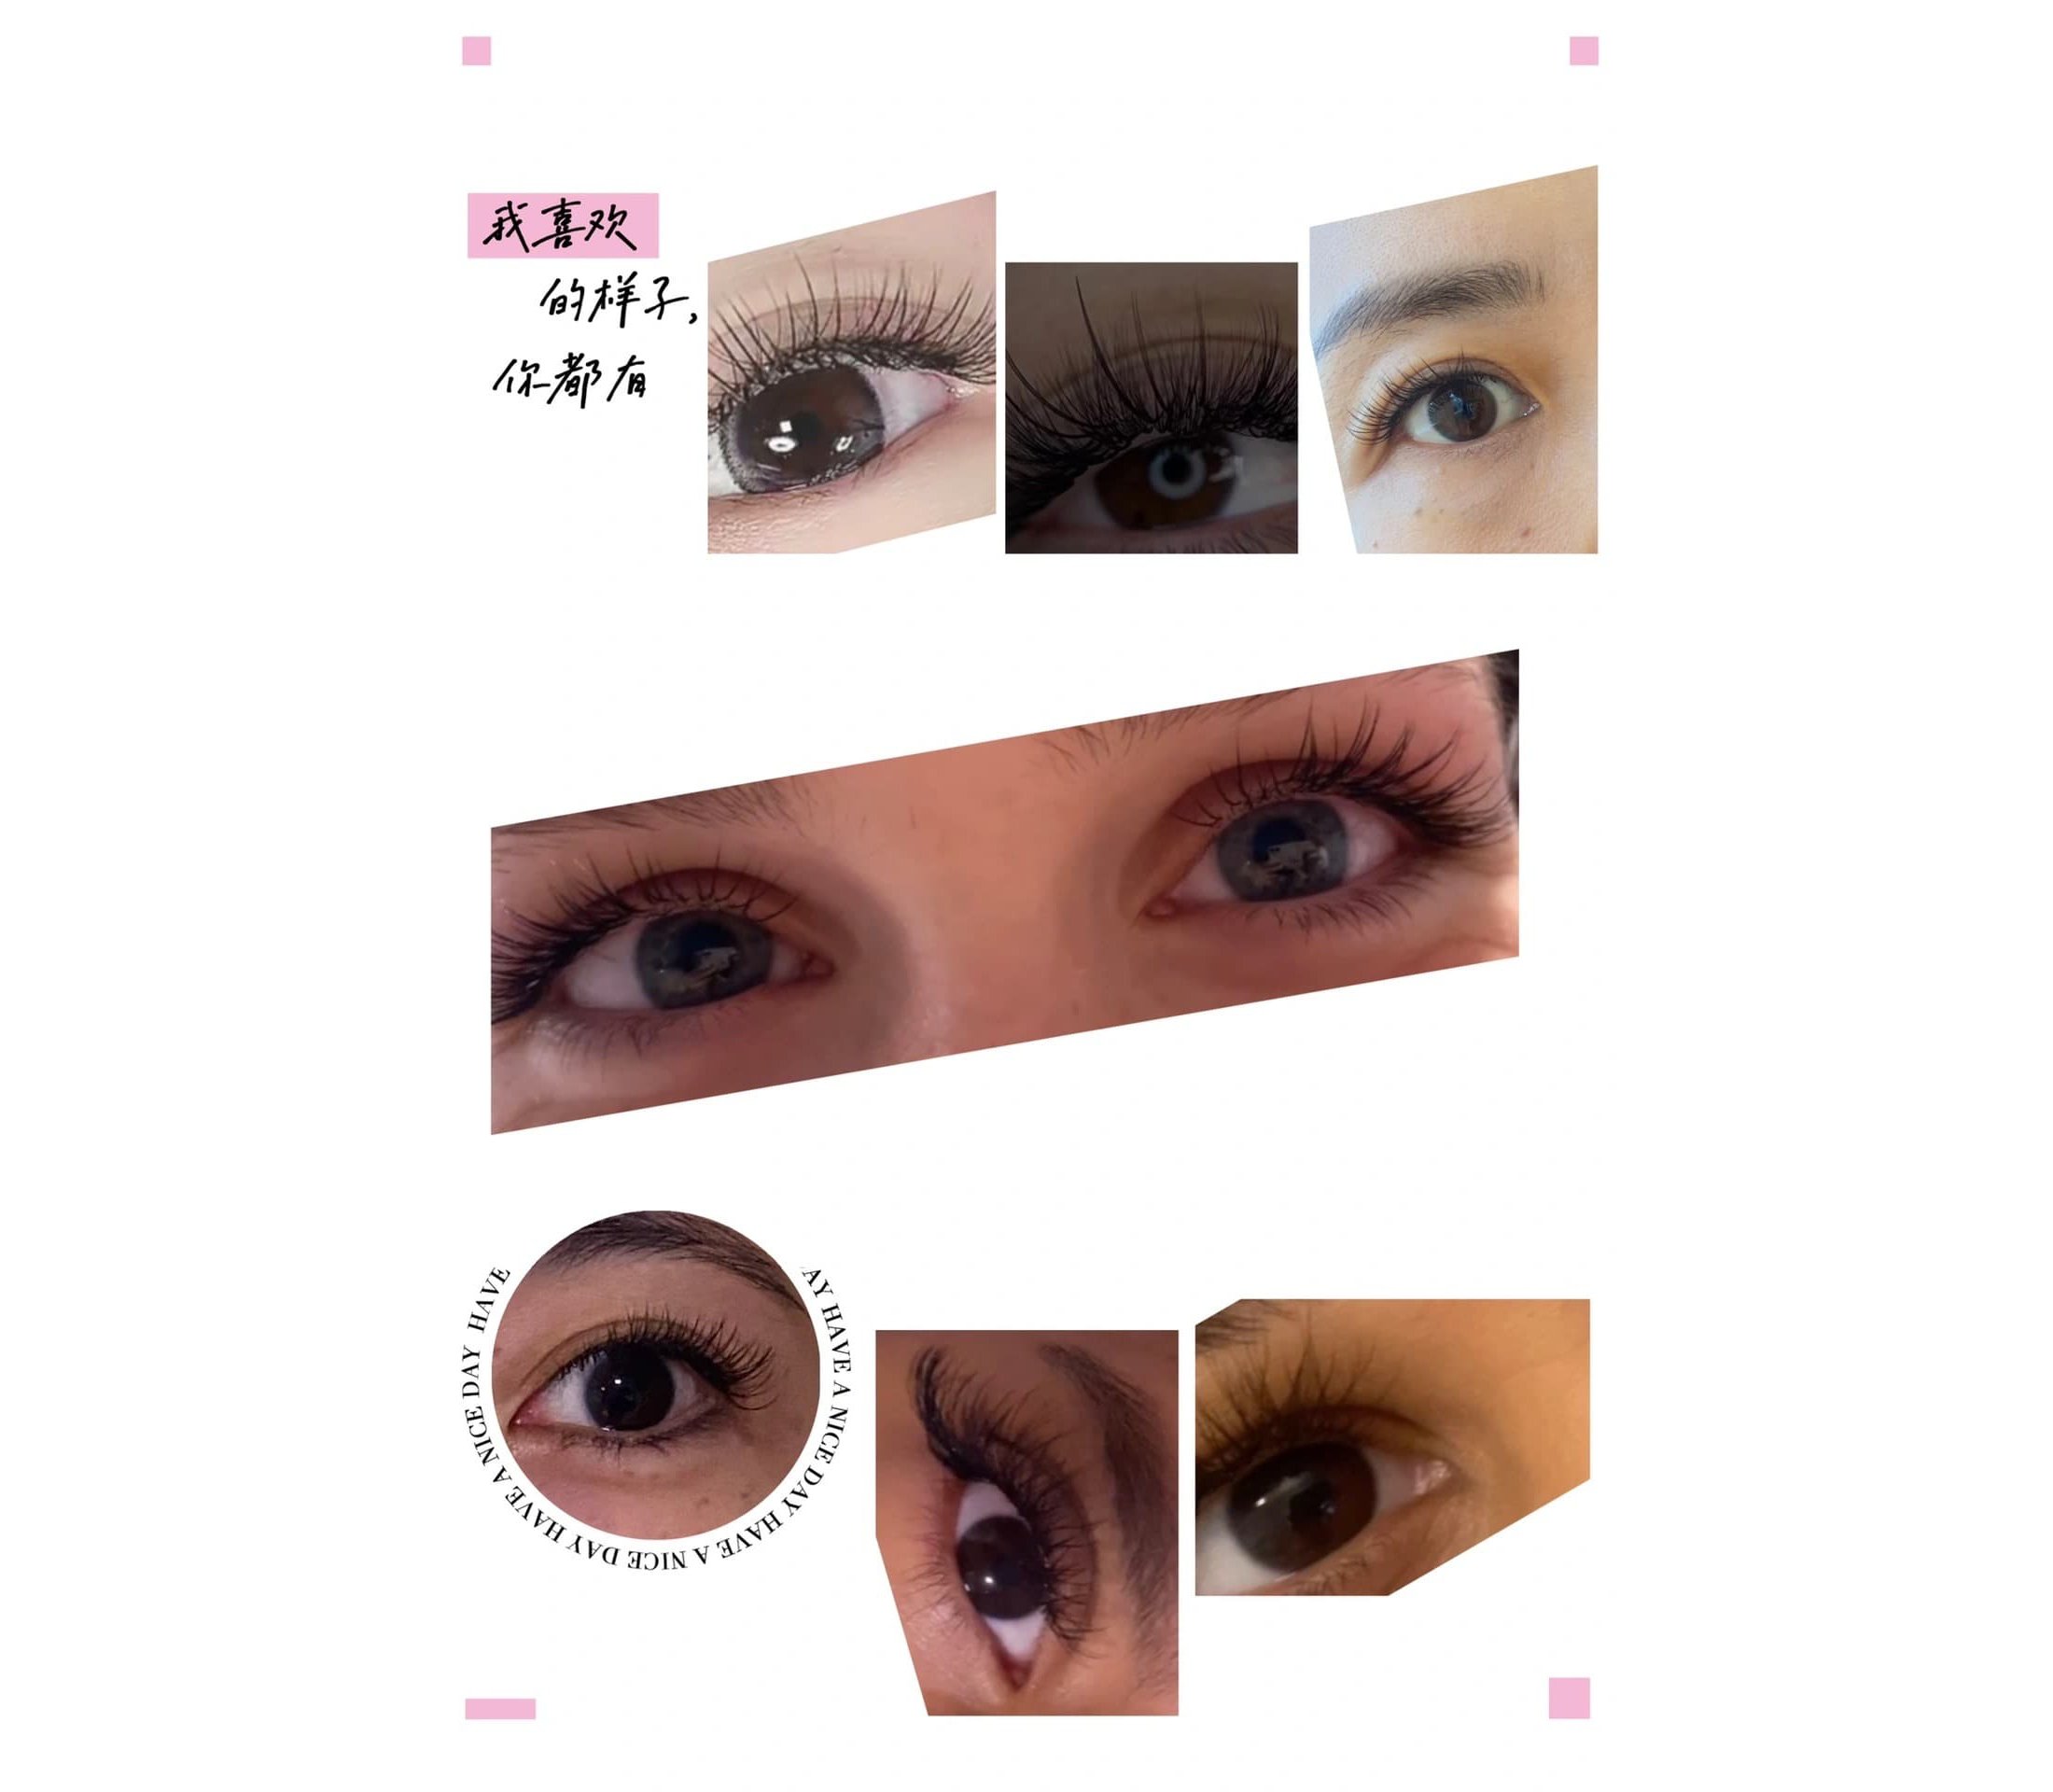 我喜欢
的样子,
你都有
AY HAVE A NICE DAY HAVE A NICE DAY HAVE A NICE DAY HAVE